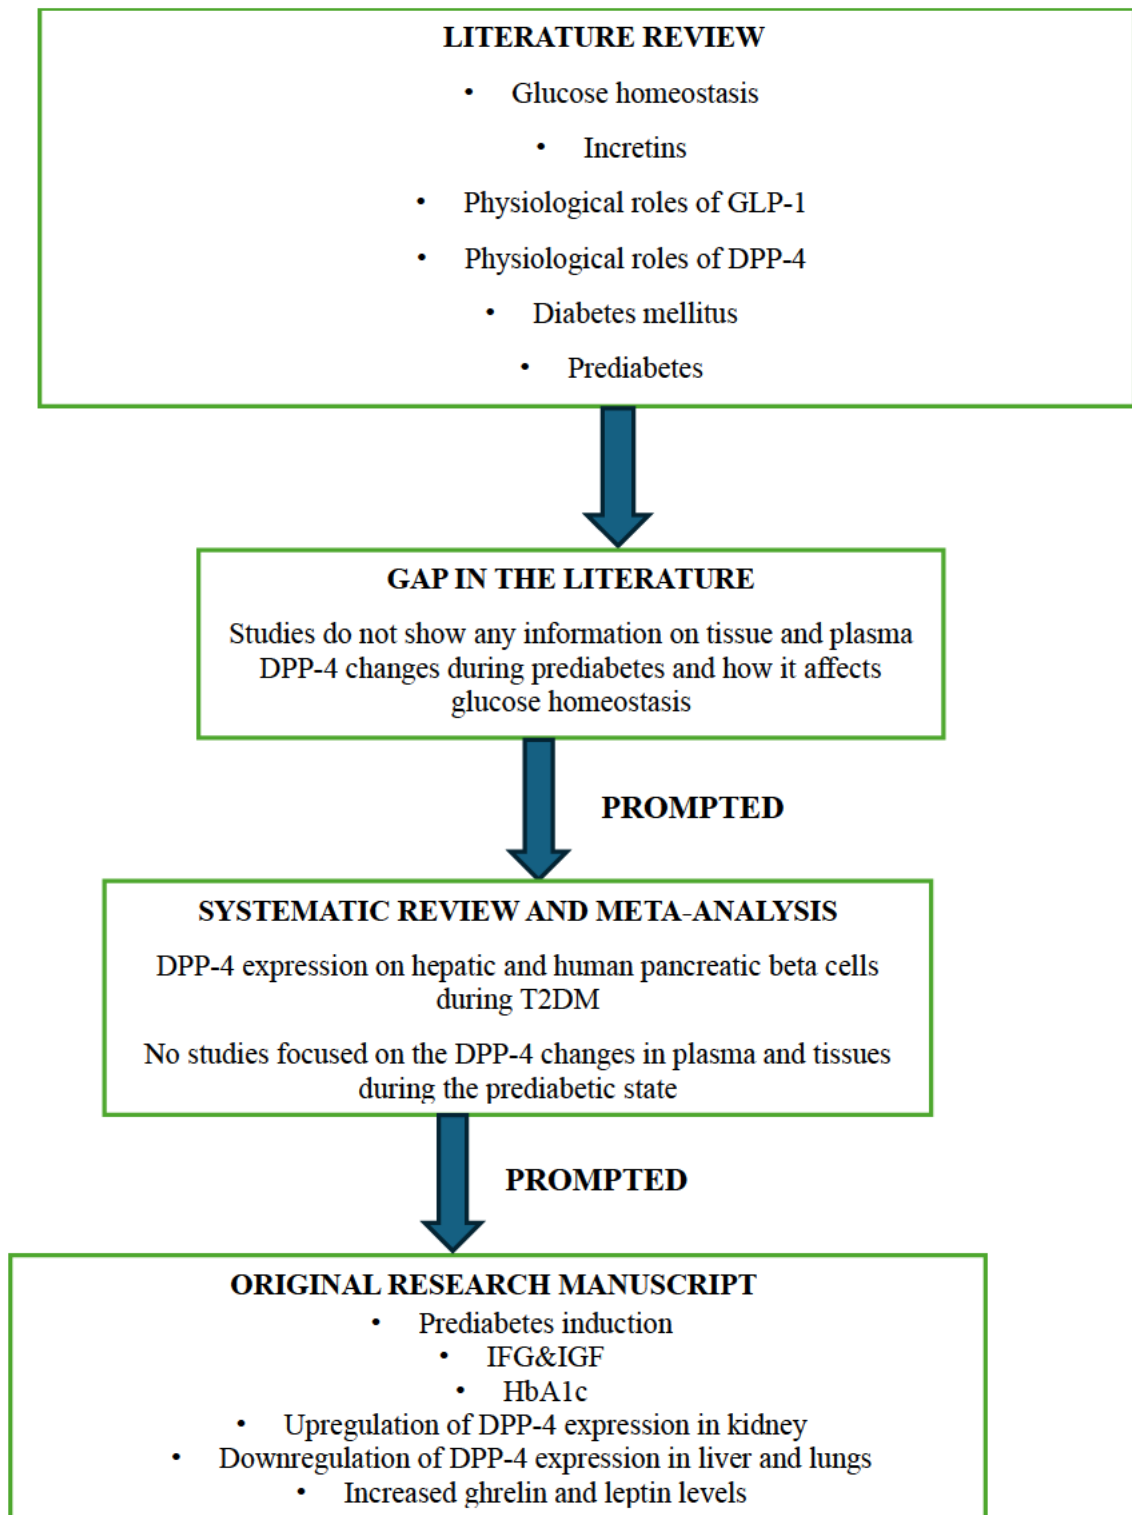 LITERATURE REVIEW
• Glucose homeostasis
• Incretins
• Physiological roles of GLP-1
• Physiological roles of DPP-4
• Diabetes mellitus
• Prediabetes
GAP IN THE LITERATURE
Studies do not show any information on tissue and plasma
DPP-4 changes during prediabetes and how it affects
glucose homeostasis
PROMPTED
SYSTEMATIC REVIEW AND META-ANALYSIS
DPP-4 expression on hepatic and human pancreatic beta cells
during T2DM
No studies focused on the DPP-4 changes in plasma and tissues
during the prediabetic state
PROMPTED
ORIGINAL RESEARCH MANUSCRIPT
• Prediabetes induction
• IFG&IGF
• HbA1c
• Upregulation of DPP-4 expression in kidney
• Downregulation of DPP-4 expression in liver and lungs
• Increased ghrelin and leptin levels